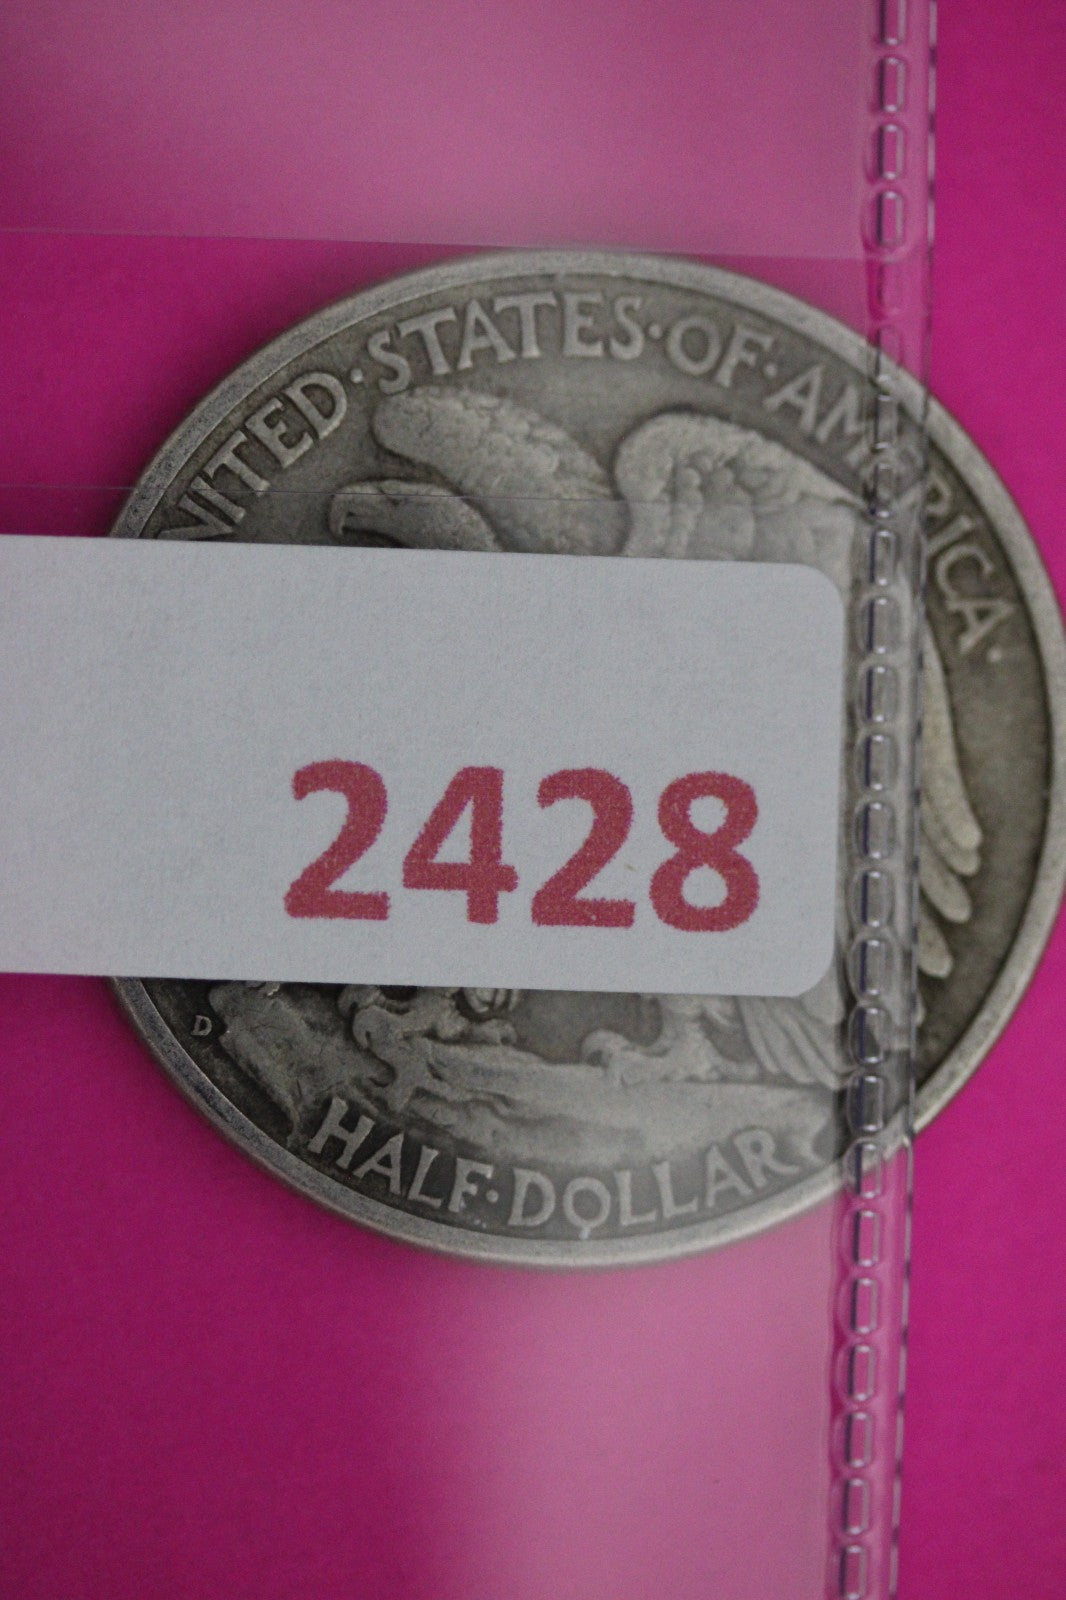 UNITED·STATES·OF·AMERICA·
2428
D
HALF·DOLLAR